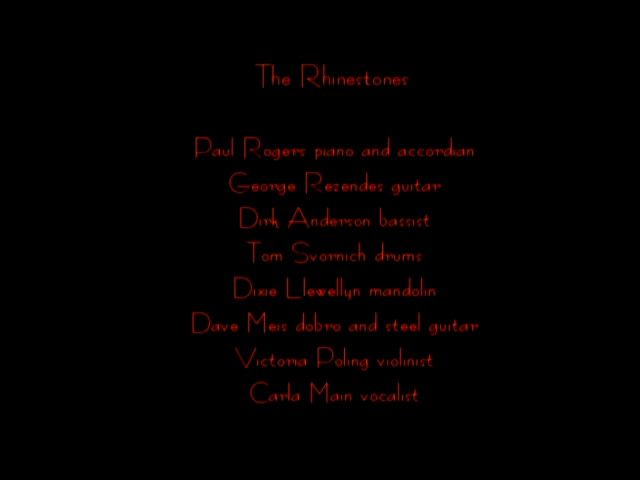 The Rhinestones
Paul Rogers piano and accordian
George Rezendes guitar
Dirk Anderson bassist
Tom Svornich drums
Dixie Llewellyn mandolin
Dave Meis dobro and steel guitar
Victoria Poling violinist
Carla Main vocalist